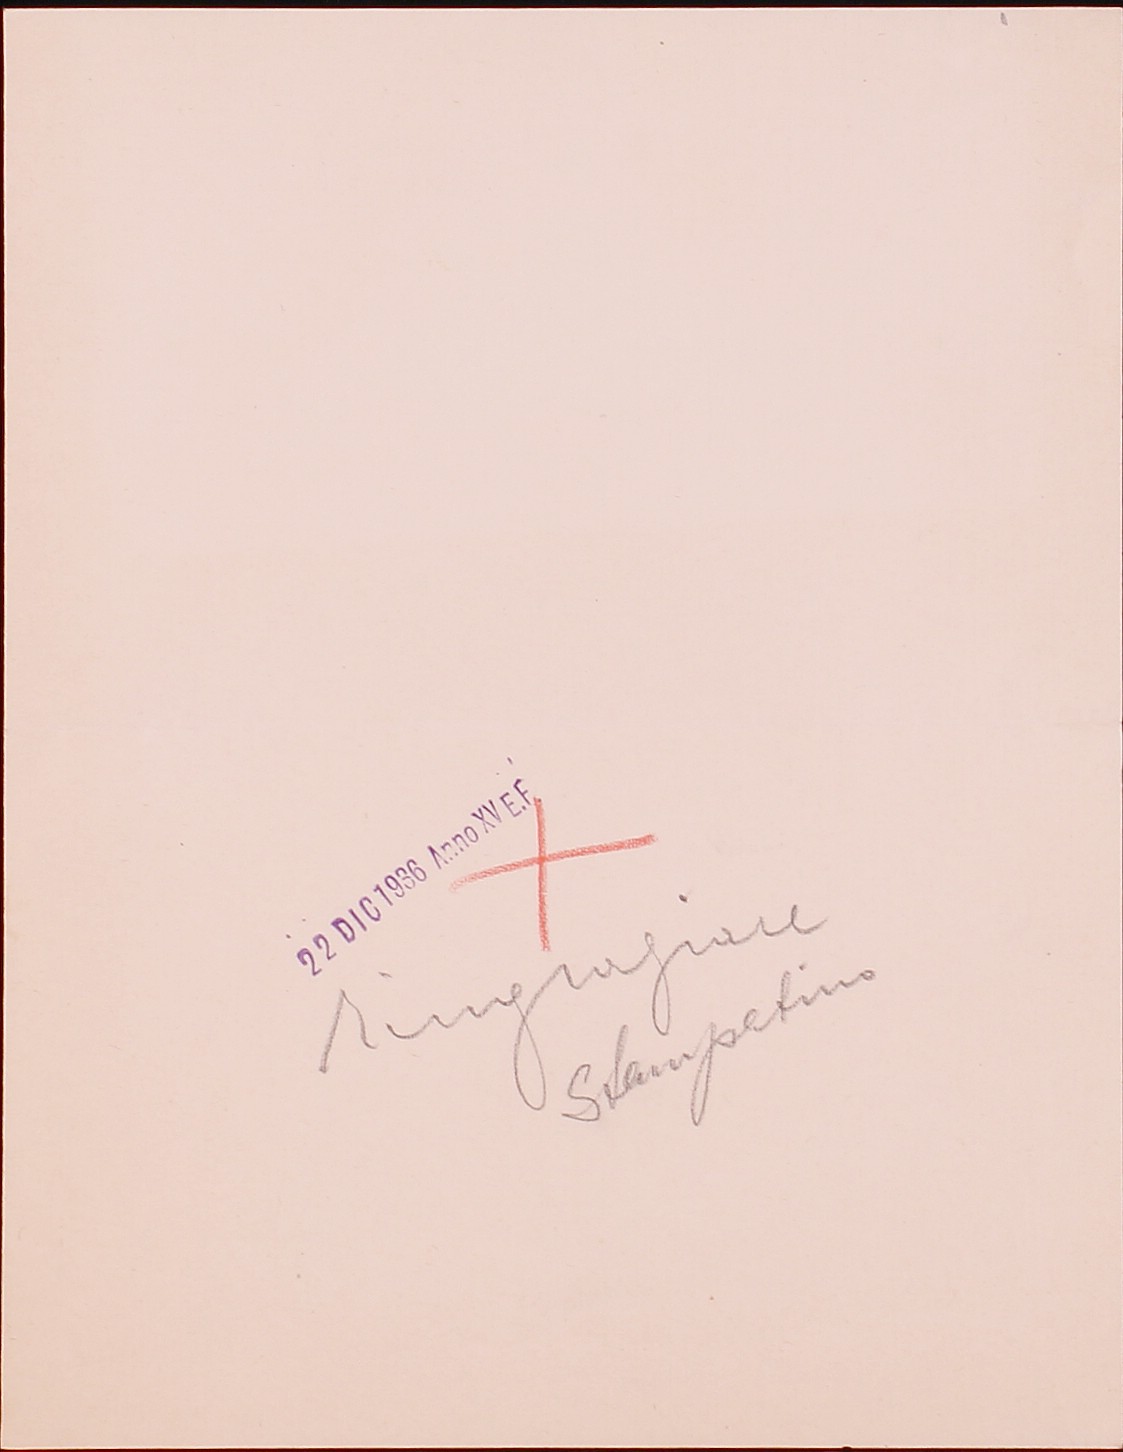 22 DIC 1936 Anno XV E.F.
ringraziare
stampatino